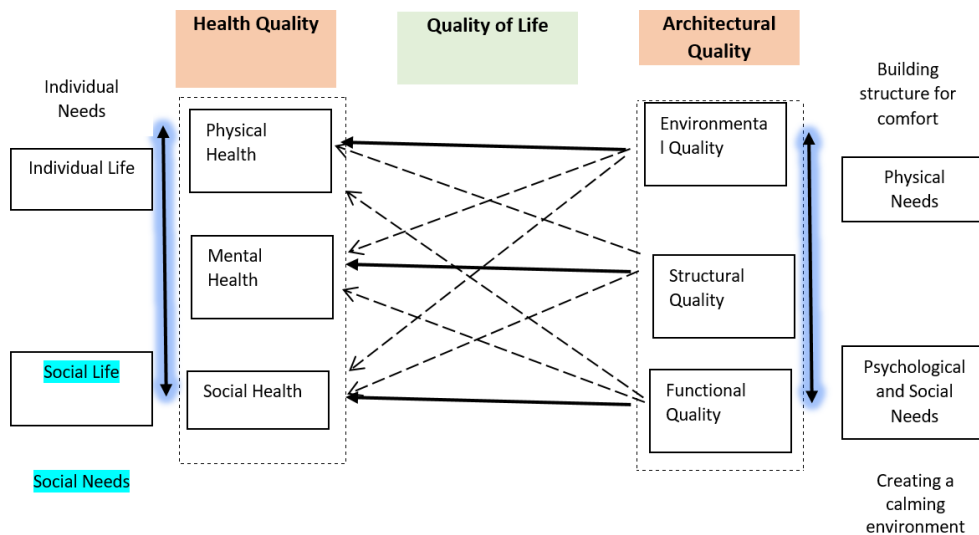 Health Quality
Quality of Life
Architectural
Quality
Individual
Needs
Building
structure for
comfort
Physical
Health
Environmenta
l Quality
Individual Life
Physical
Needs
Mental
Health
Structural
Quality
Social Life
Social Health
Functional
Quality
Psychological
and Social
Needs
Social Needs
Creating a
calming
environment